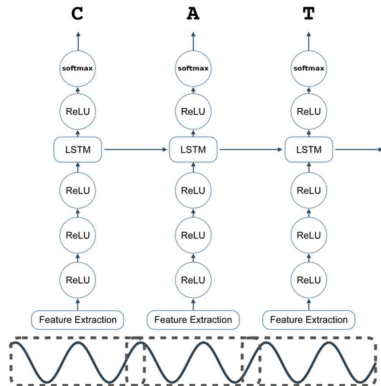 C A T
softmax softmax softmax
ReLU ReLU ReLU
LSTM LSTM LSTM
ReLU ReLU ReLU
ReLU ReLU ReLU
ReLU ReLU ReLU
Feature Extraction Feature Extraction Feature Extraction